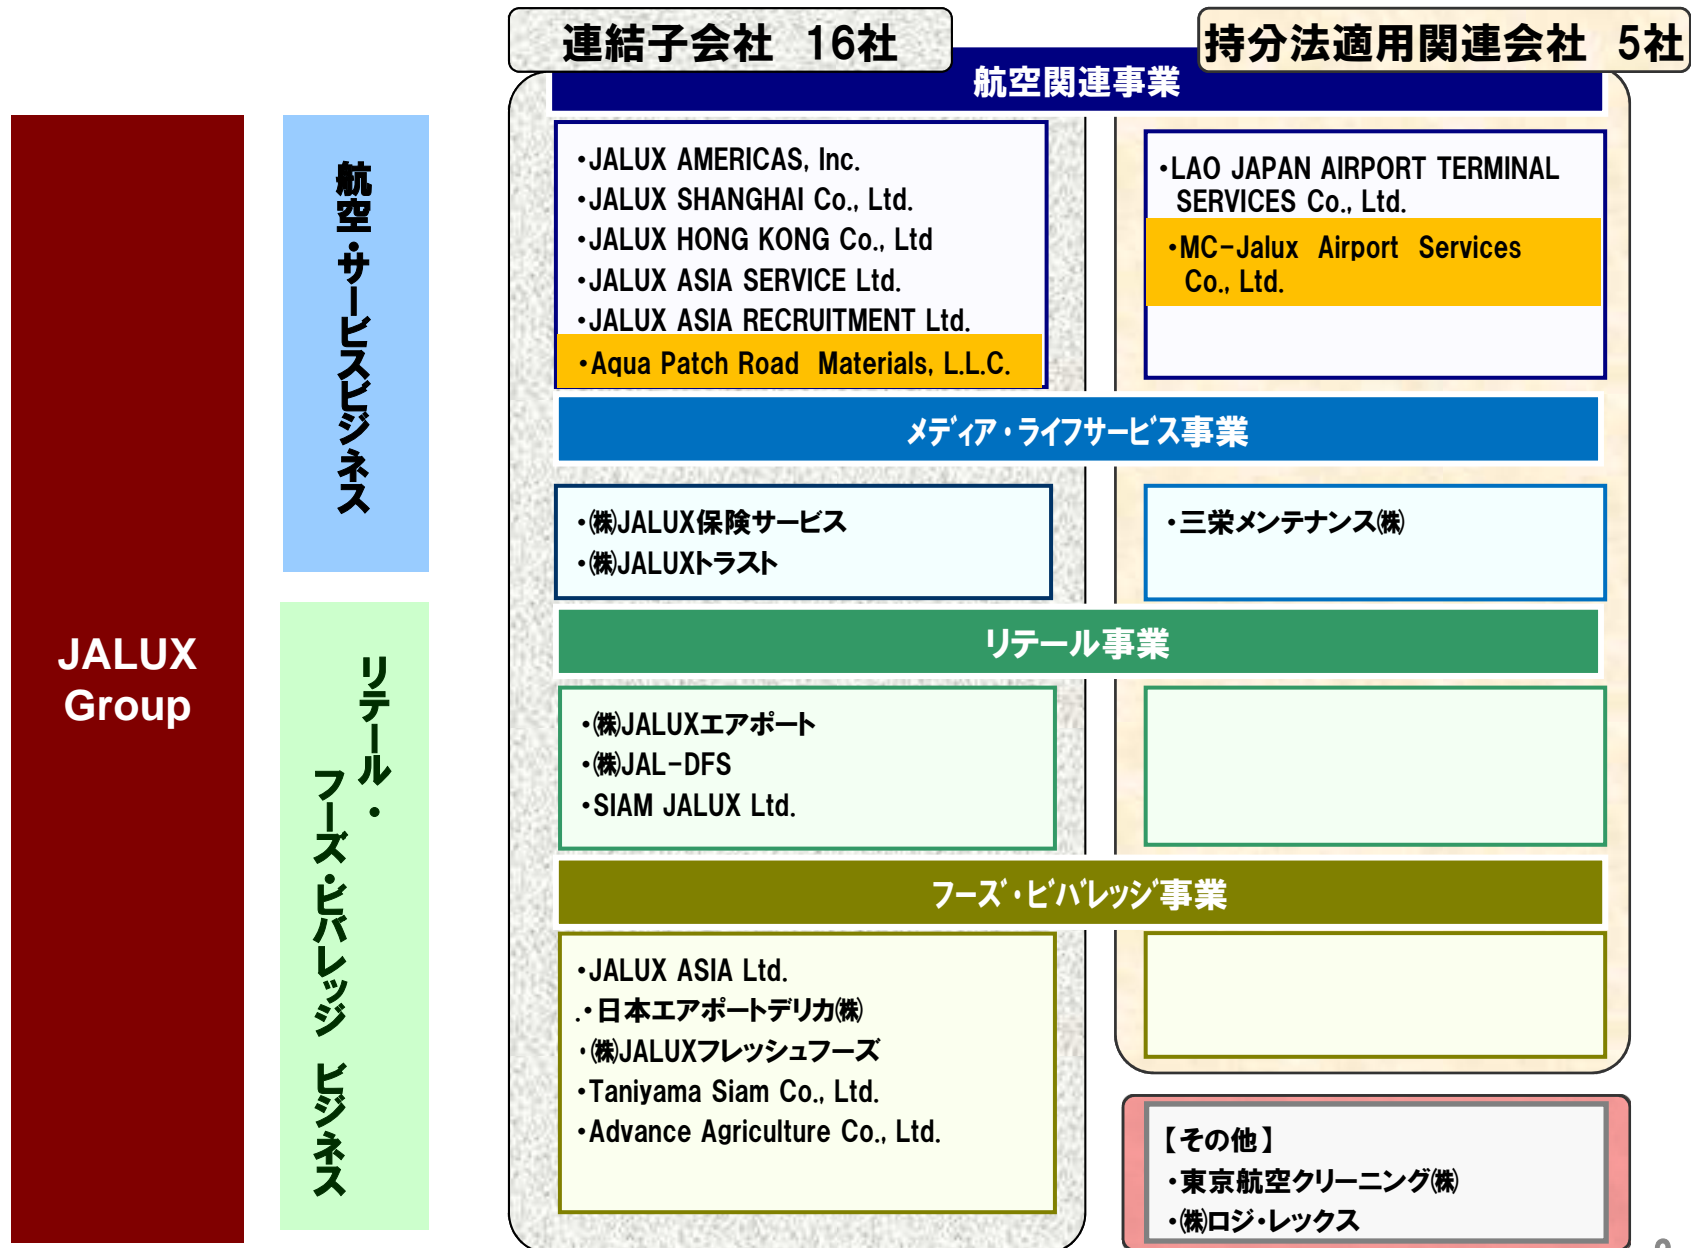 連結子会社 16社
持分法適用関連会社 5社
航空関連事業
JALUX
Group
航空・サービスビジネス
・JALUX AMERICAS, Inc.
・JALUX SHANGHAI Co., Ltd.
・JALUX HONG KONG Co., Ltd
・JALUX ASIA SERVICE Ltd.
・JALUX ASIA RECRUITMENT Ltd.
・Aqua Patch Road Materials, L.L.C.
・LAO JAPAN AIRPORT TERMINAL
SERVICES Co., Ltd.
・MC-Jalux Airport Services
Co., Ltd.
メディア・ライフサービス事業
・㈱JALUX保険サービス
・㈱JALUXトラスト
・三栄メンテナンス㈱
リテール・
フーズ・ビバレッジ ビジネス
リテール事業
・㈱JALUXエアポート
・㈱JAL-DFS
・SIAM JALUX Ltd.
フーズ・ビバレッジ事業
・JALUX ASIA Ltd.
.・日本エアポートデリカ㈱
・㈱JALUXフレッシュフーズ
・Taniyama Siam Co., Ltd.
・Advance Agriculture Co., Ltd.
【その他】
・東京航空クリーニング㈱
・㈱ロジ・レックス